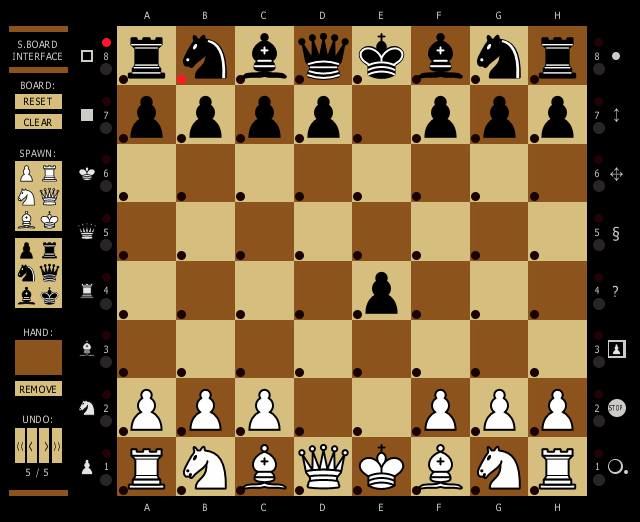 A B C D E F G H
S.BOARD
INTERFACE
BOARD:
RESET
CLEAR
SPAWN:
HAND:
REMOVE
UNDO:
⟨⟨ ⟨ ⟩ ⟩⟩
5 / 5
8
7
6
5
4
3
2
1
8
7
6
5 §
4 ?
3
2 STOP
1
A B C D E F G H